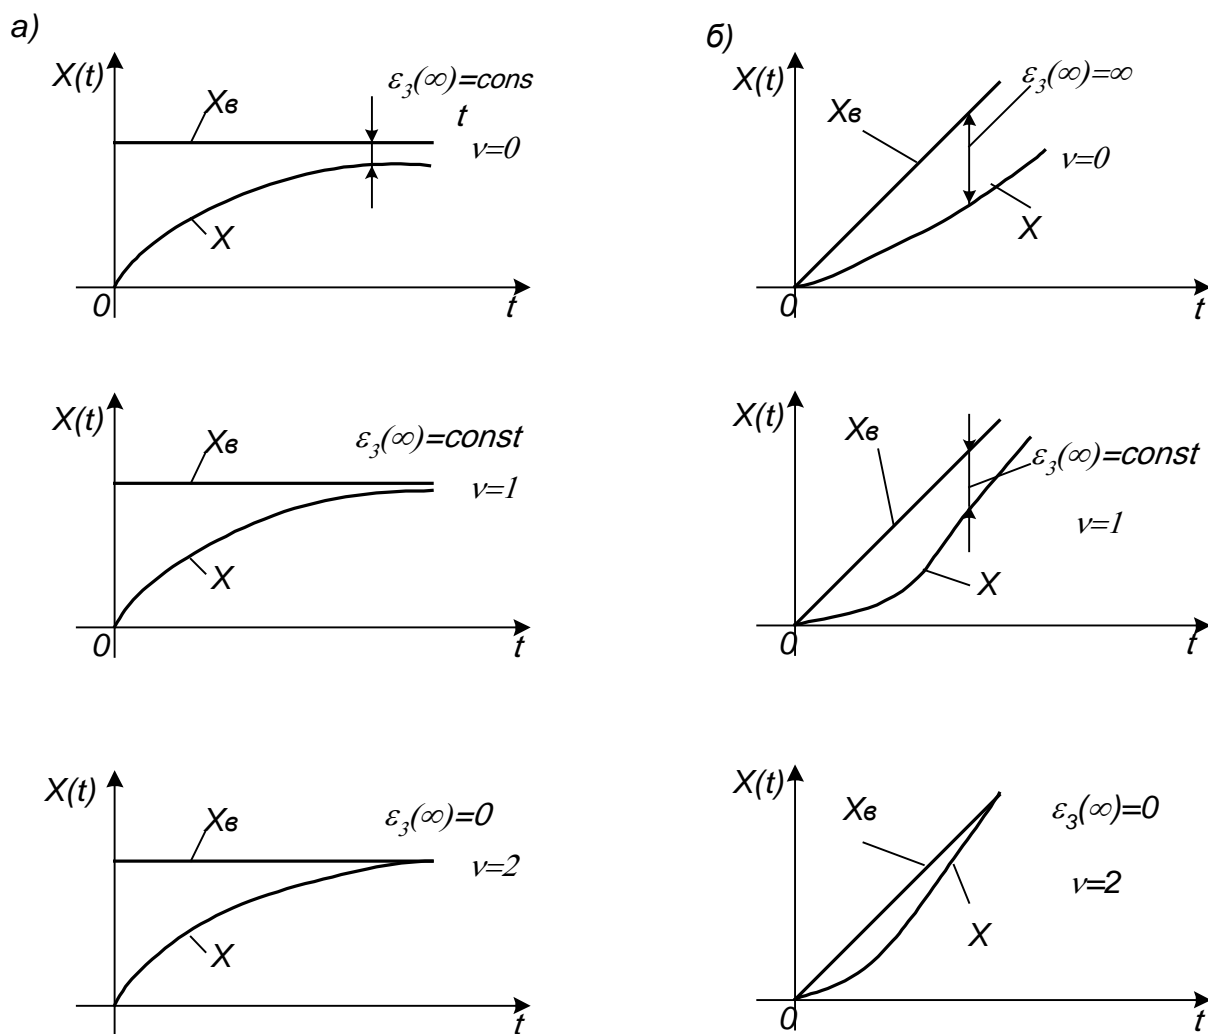 а)
X(t)
ε₃(∞)=cons
t
Xв
ν=0
X
0
t
б)
X(t)
ε₃(∞)=∞
Xв
ν=0
X
0
t
X(t)
Xв
ε₃(∞)=const
ν=1
X
0
t
X(t)
Xв
ε₃(∞)=const
ν=1
X
0
t
X(t)
Xв
ε₃(∞)=0
ν=2
X
0
t
X(t)
Xв
ε₃(∞)=0
ν=2
X
0
t